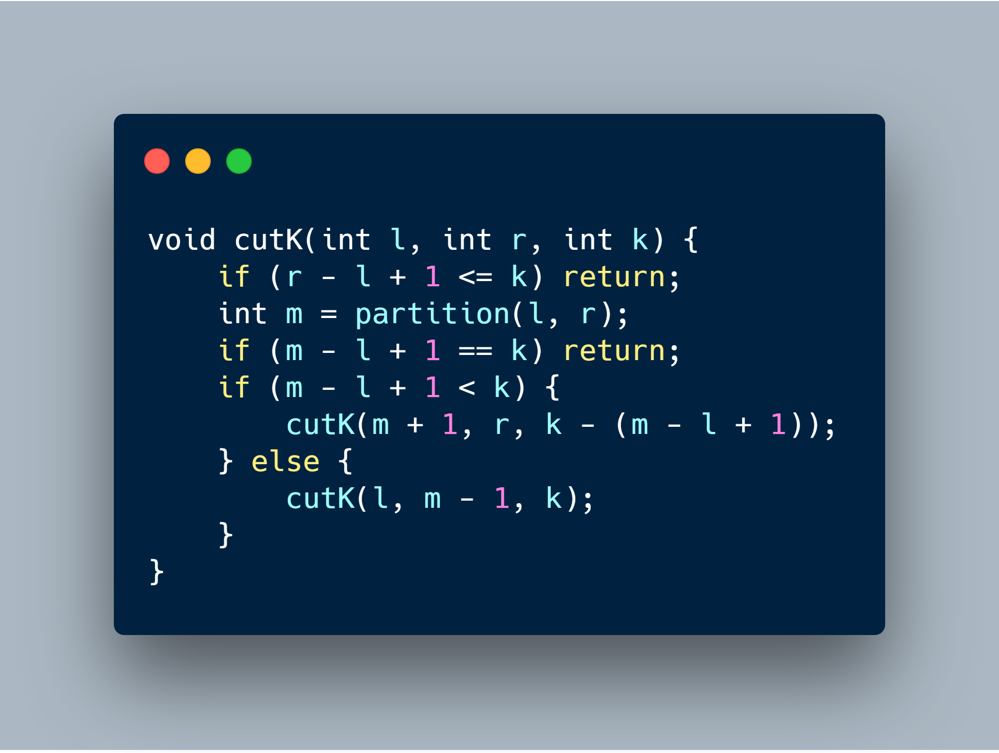 void cutK(int l, int r, int k) {
    if (r - l + 1 <= k) return;
    int m = partition(l, r);
    if (m - l + 1 == k) return;
    if (m - l + 1 < k) {
        cutK(m + 1, r, k - (m - l + 1));
    } else {
        cutK(l, m - 1, k);
    }
}